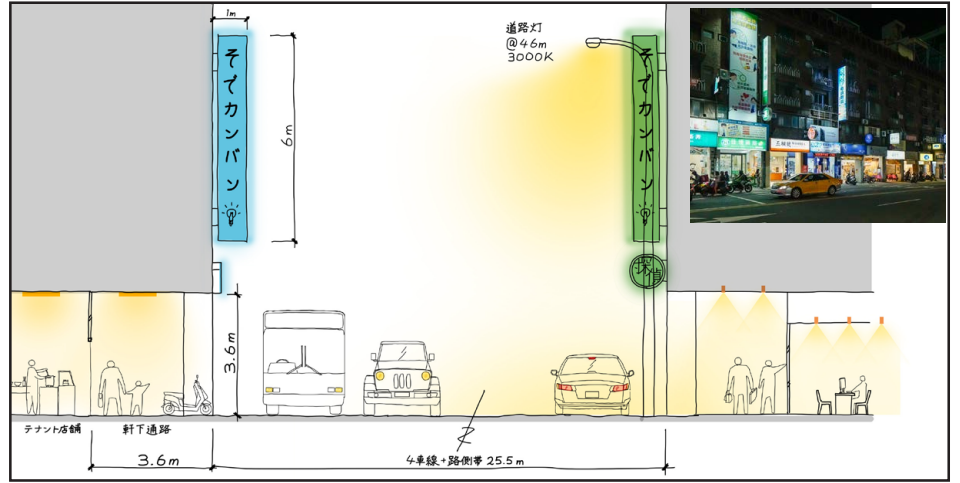 1m
そでカンバン
6m
道路灯
@46m
3000K
そでカンバン
探偵
3.6m
テナント店舗
軒下通路
3.6m
4車線+路側帯 25.5m